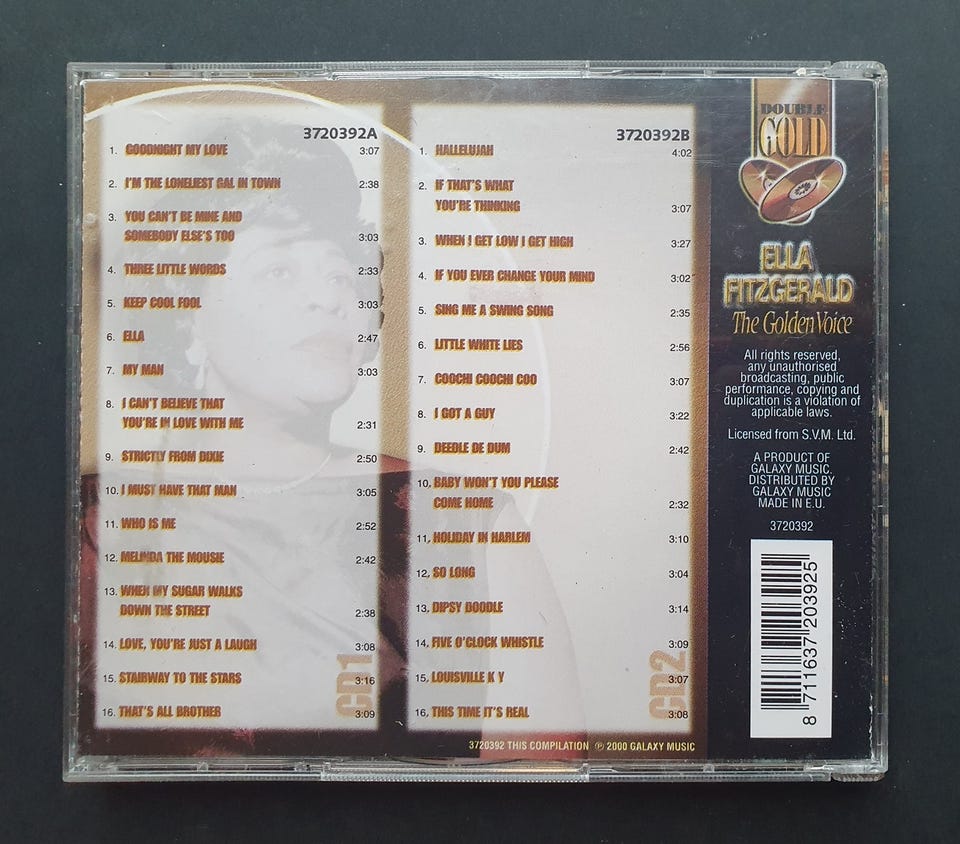 3720392A
1. GOODNIGHT MY LOVE 3:07
2. I'M THE LONELIEST GAL IN TOWN 2:38
3. YOU CAN'T BE MINE AND
SOMEBODY ELSE'S TOO 3:03
4. THREE LITTLE WORDS 2:33
5. KEEP COOL FOOL 3:03
6. ELLA 2:47
7. MY MAN 3:03
8. I CAN'T BELIEVE THAT
YOU'RE IN LOVE WITH ME 2:31
9. STRICTLY FROM DIXIE 2:50
10. I MUST HAVE THAT MAN 3:05
11. WHO IS ME 2:52
12. MELINDA THE MOUSIE 2:42
13. WHEN MY SUGAR WALKS
DOWN THE STREET 2:38
14. LOVE, YOU'RE JUST A LAUGH 3:08
15. STAIRWAY TO THE STARS 3:16
16. THAT'S ALL BROTHER 3:09
CD1
3720392B
1. HALLELUJAH 4:02
2. IF THAT'S WHAT
YOU'RE THINKING 3:07
3. WHEN I GET LOW I GET HIGH 3:27
4. IF YOU EVER CHANGE YOUR MIND 3:02
5. SING ME A SWING SONG 2:35
6. LITTLE WHITE LIES 2:56
7. COOCHI COOCHI COO 3:07
8. I GOT A GUY 3:22
9. DEEDLE DE DUM 2:42
10. BABY WON'T YOU PLEASE
COME HOME 2:32
11. HOLIDAY IN HARLEM 3:10
12. SO LONG 3:04
13. DIPSY DOODLE 3:14
14. FIVE O'CLOCK WHISTLE 3:09
15. LOUISVILLE K Y 3:07
16. THIS TIME IT'S REAL 3:08
CD2
3720392 THIS COMPILATION ℗ 2000 GALAXY MUSIC
DOUBLE
GOLD
ELLA
FITZGERALD
The Golden Voice
All rights reserved,
any unauthorised
broadcasting, public
performance, copying and
duplication is a violation of
applicable laws.
Licensed from S.V.M. Ltd.
A PRODUCT OF
GALAXY MUSIC.
DISTRIBUTED BY
GALAXY MUSIC
MADE IN E.U.
3720392
8 711637 203925